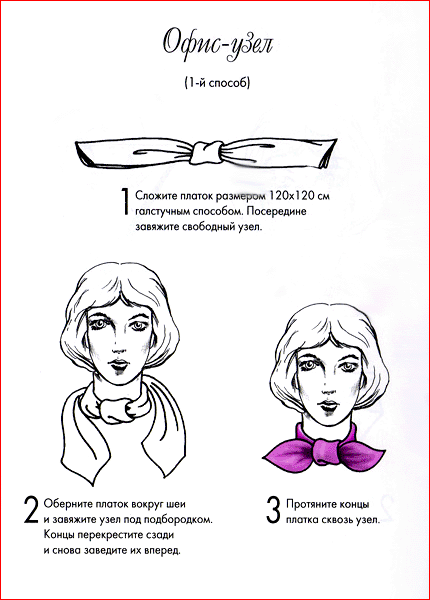 Офис-узел
(1-й способ)
1 Сложите платок размером 120х120 см
галстучным способом. Посередине
завяжите свободный узел.
2 Оберните платок вокруг шеи
и завяжите узел под подбородком.
Концы перекрестите сзади
и снова заведите их вперед.
3 Протяните концы
платка сквозь узел.